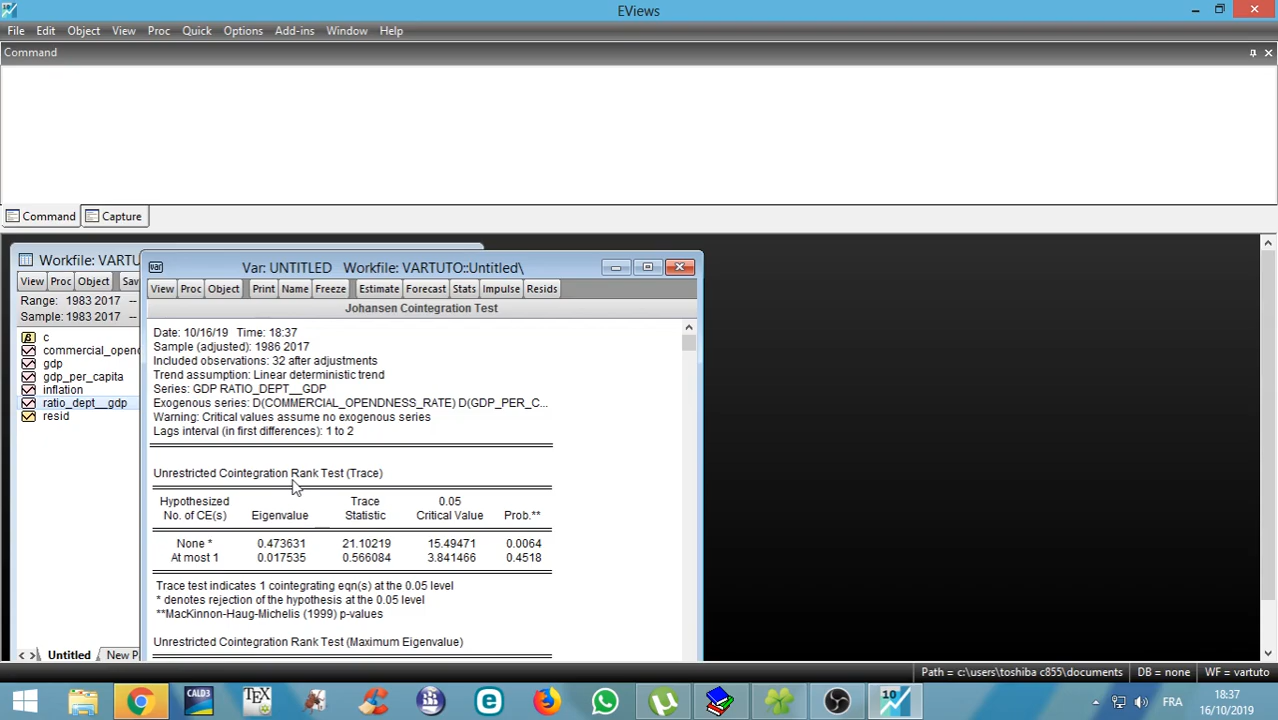 EViews
File Edit Object View Proc Quick Options Add-ins Window Help
Command
Command Capture
Workfile: VARTU
View Proc Object Sav
Range: 1983 2017 --
Sample: 1983 2017 --
c
commercial_opend
gdp
gdp_per_capita
inflation
ratio_dept__gdp
resid
Untitled New P
var Var: UNTITLED Workfile: VARTUTO::Untitled\
View Proc Object Print Name Freeze Estimate Forecast Stats Impulse Resids
Johansen Cointegration Test
Date: 10/16/19 Time: 18:37
Sample (adjusted): 1986 2017
Included observations: 32 after adjustments
Trend assumption: Linear deterministic trend
Series: GDP RATIO_DEPT__GDP
Exogenous series: D(COMMERCIAL_OPENDNESS_RATE) D(GDP_PER_C...
Warning: Critical values assume no exogenous series
Lags interval (in first differences): 1 to 2
Unrestricted Cointegration Rank Test (Trace)
Hypothesized Trace 0.05
No. of CE(s) Eigenvalue Statistic Critical Value Prob.**
None * 0.473631 21.10219 15.49471 0.0064
At most 1 0.017535 0.566084 3.841466 0.4518
Trace test indicates 1 cointegrating eqn(s) at the 0.05 level
* denotes rejection of the hypothesis at the 0.05 level
**MacKinnon-Haug-Michelis (1999) p-values
Unrestricted Cointegration Rank Test (Maximum Eigenvalue)
Path = c:\users\toshiba c855\documents DB = none WF = vartuto
CALD3 TEX 10 FRA 18:37
16/10/2019